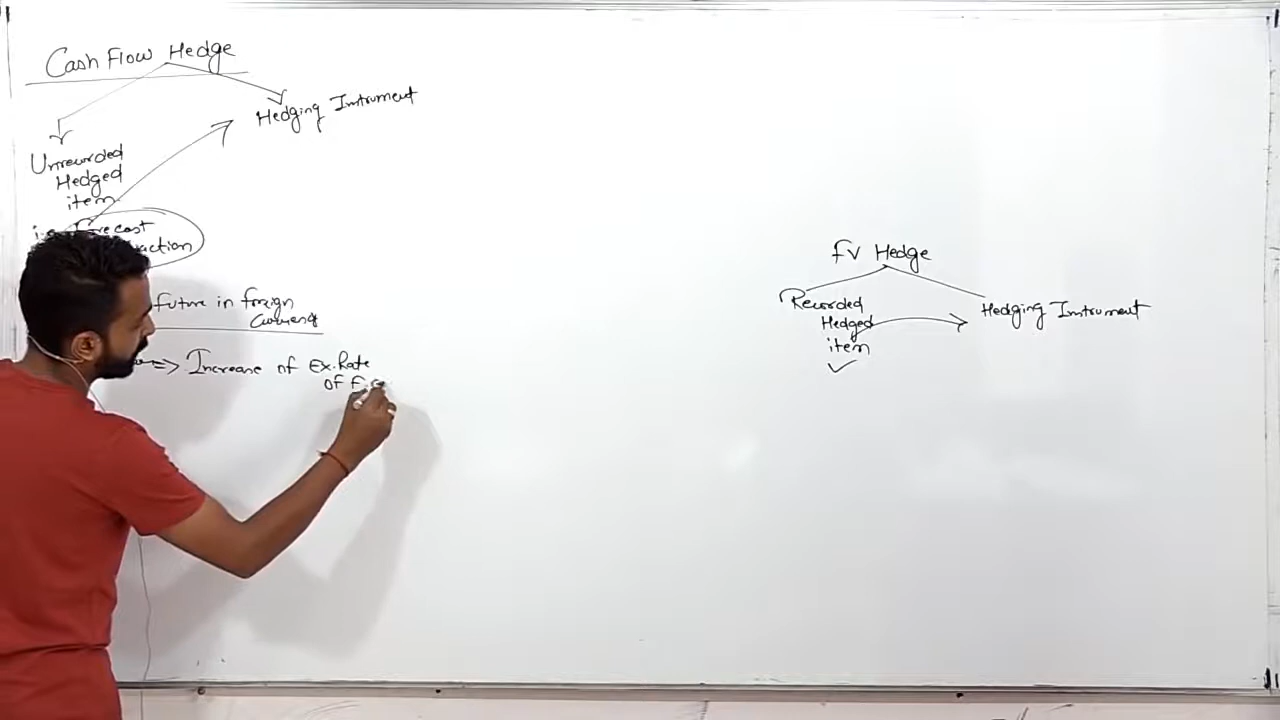 Cash Flow Hedge
Hedging Instrument
Unrecorded
Hedged
item
i.e. Forecast
future in foreign
Currency
=> Increase of Ex. Rate
of F.C
FV Hedge
Recorded
Hedged
item
Hedging Instrument